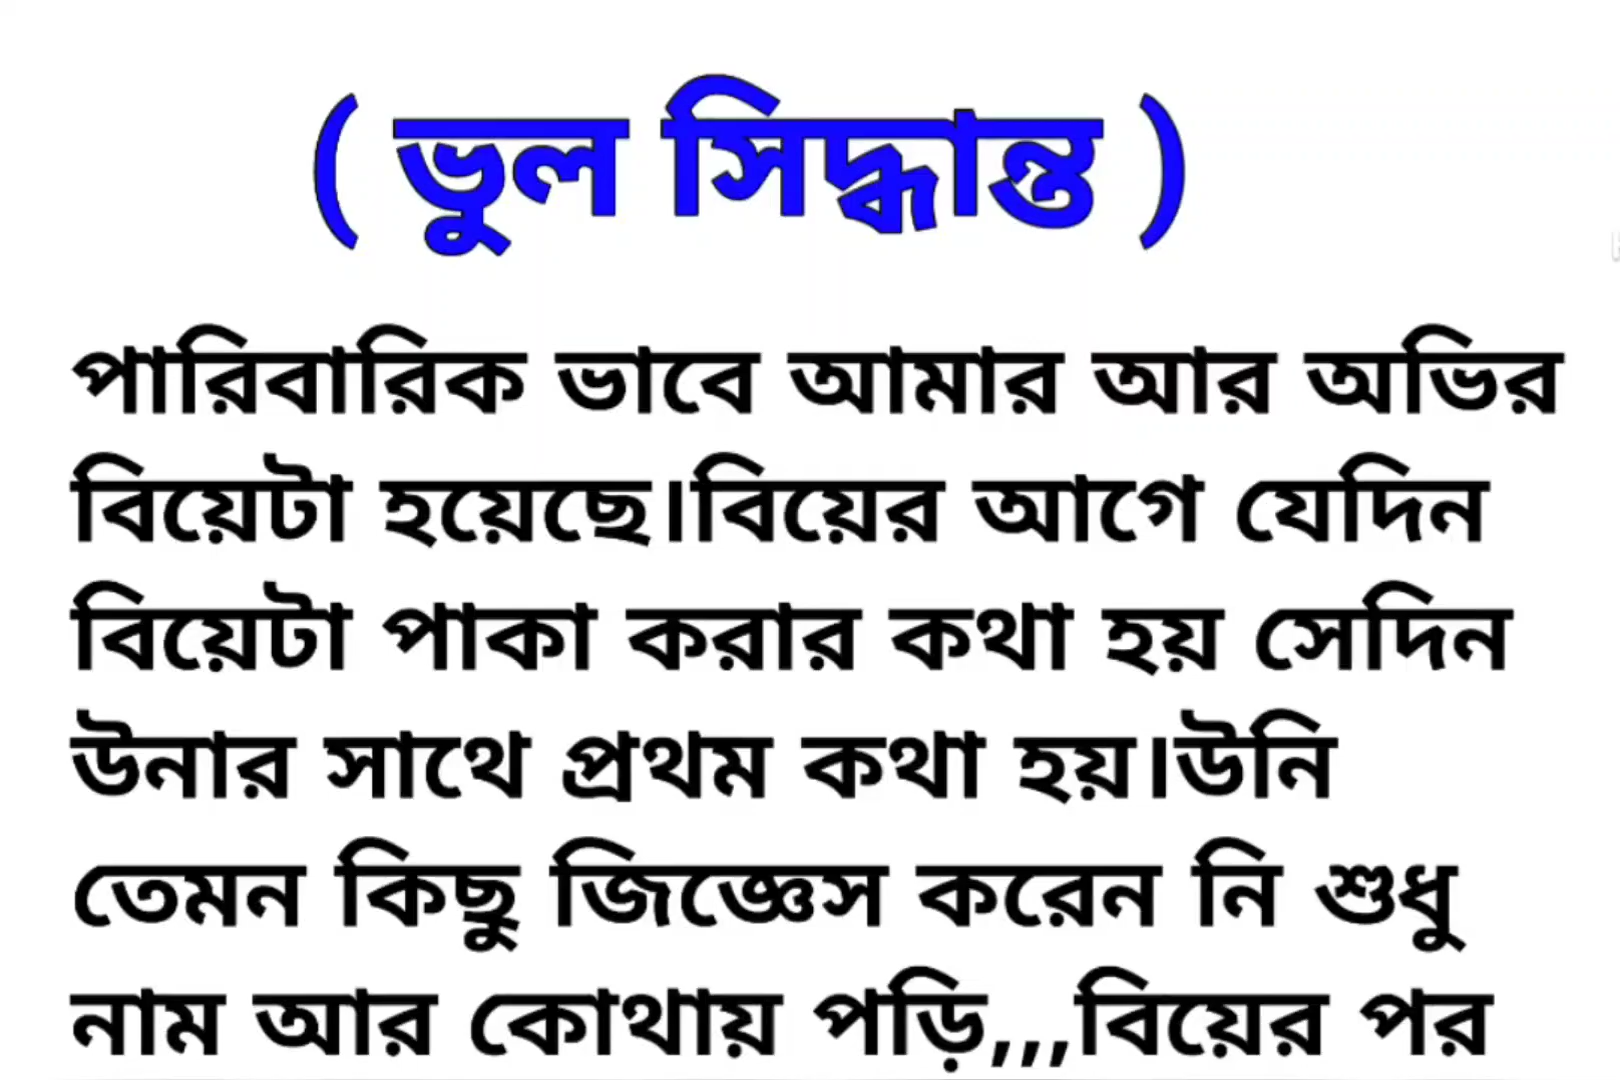 ( ভুল সিদ্ধান্ত )
পারিবারিক ভাবে আমার আর অভির
বিয়েটা হয়েছে।বিয়ের আগে যেদিন
বিয়েটা পাকা করার কথা হয় সেদিন
উনার সাথে প্রথম কথা হয়।উনি
তেমন কিছু জিজ্ঞেস করেন নি শুধু
নাম আর কোথায় পড়ি,,,বিয়ের পর